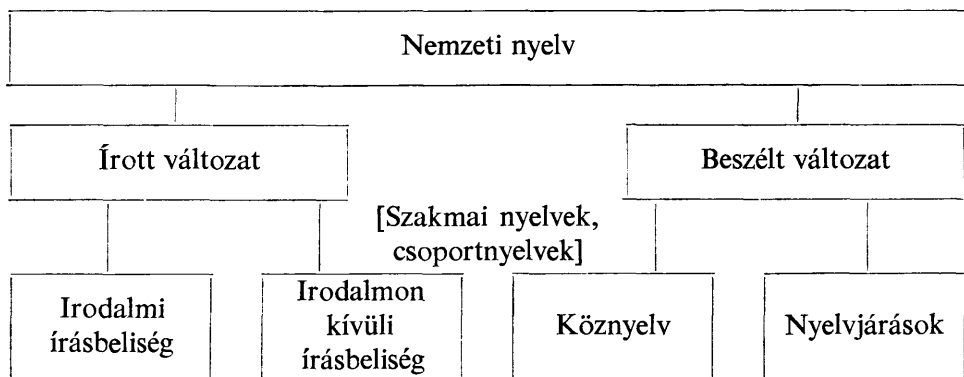 Nemzeti nyelv
Írott változat
Beszélt változat
[Szakmai nyelvek,
csoportnyelvek]
Irodalmi
írásbeliség
Irodalmon
kívüli
írásbeliség
Köznyelv
Nyelvjárások